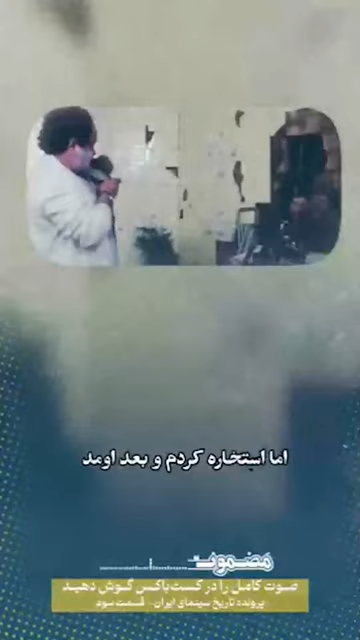 اما استخاره کردم و بعد اومد
مضمون
صوت کامل را در کست‌باکس گوش دهید
پرونده تاریخ سینمای ایران - قسمت سوم